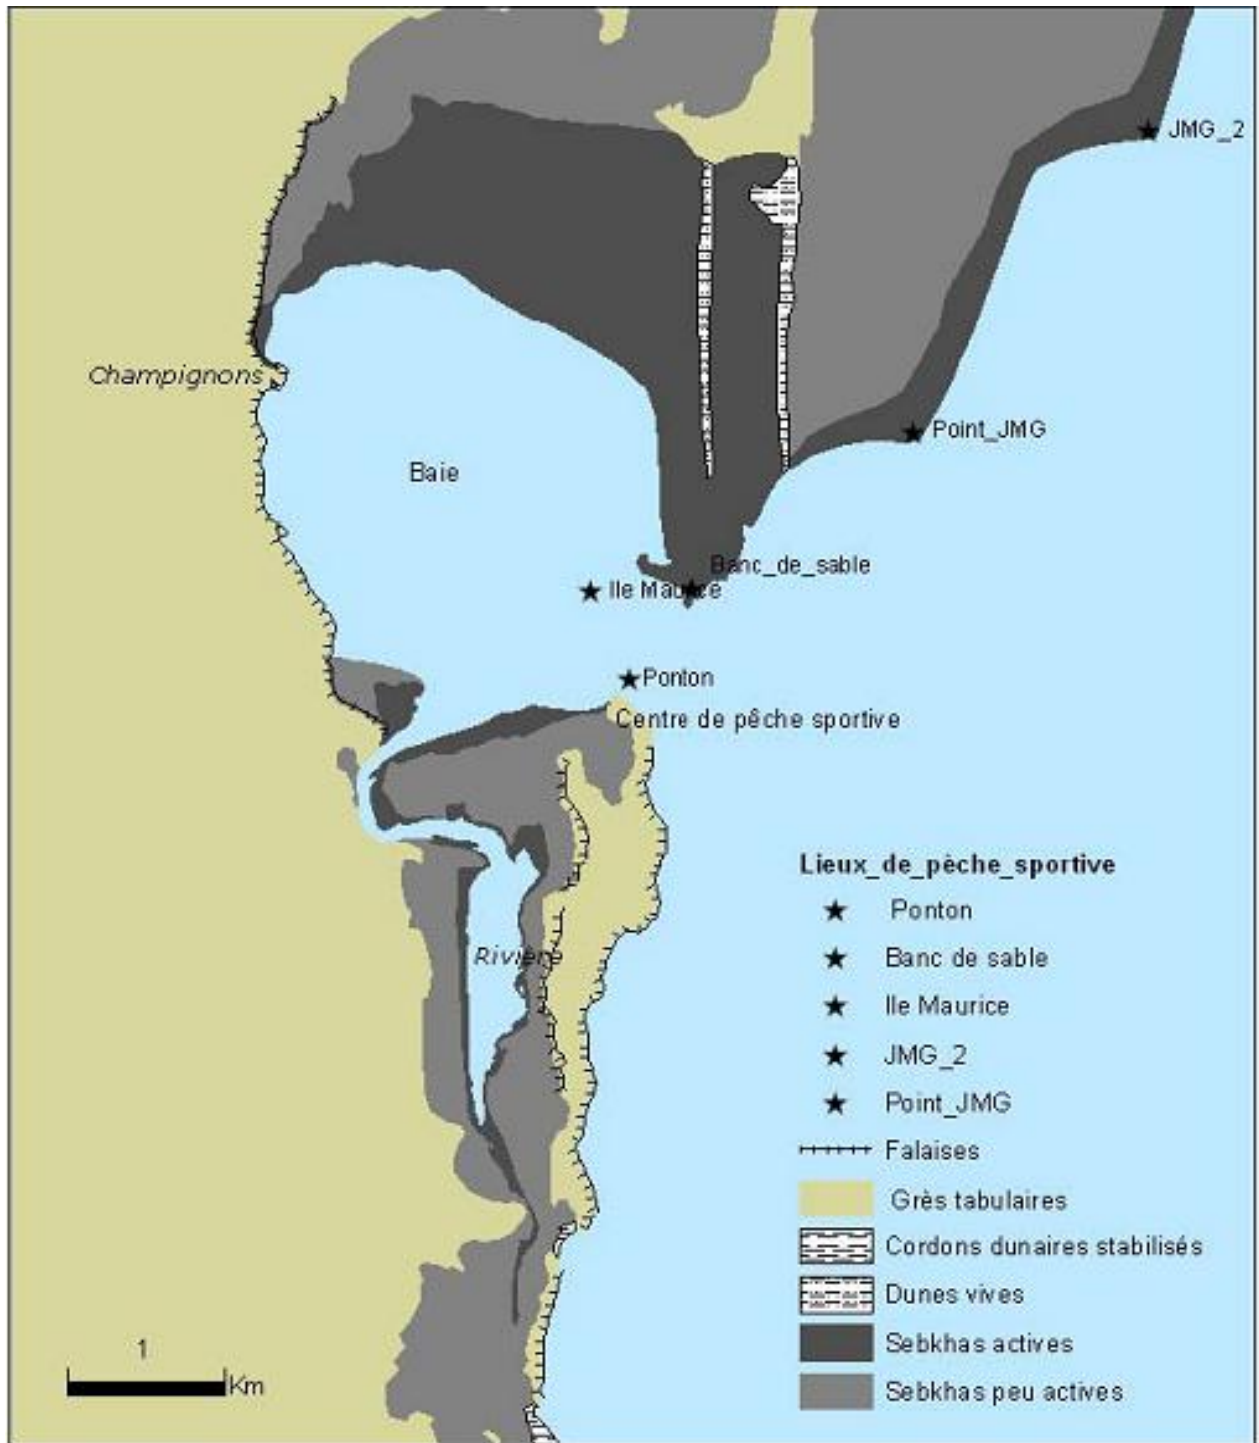 JMG_2
Champignons
Point_JMG
Baie
Banc_de_sable
Ile Maurice
Ponton
Centre de pêche sportive
Rivière
Lieux_de_pèche_sportive
Ponton
Banc de sable
Ile Maurice
JMG_2
Point_JMG
Falaises
Grès tabulaires
Cordons dunaires stabilisés
Dunes vives
Sebkhas actives
Sebkhas peu actives
1
Km